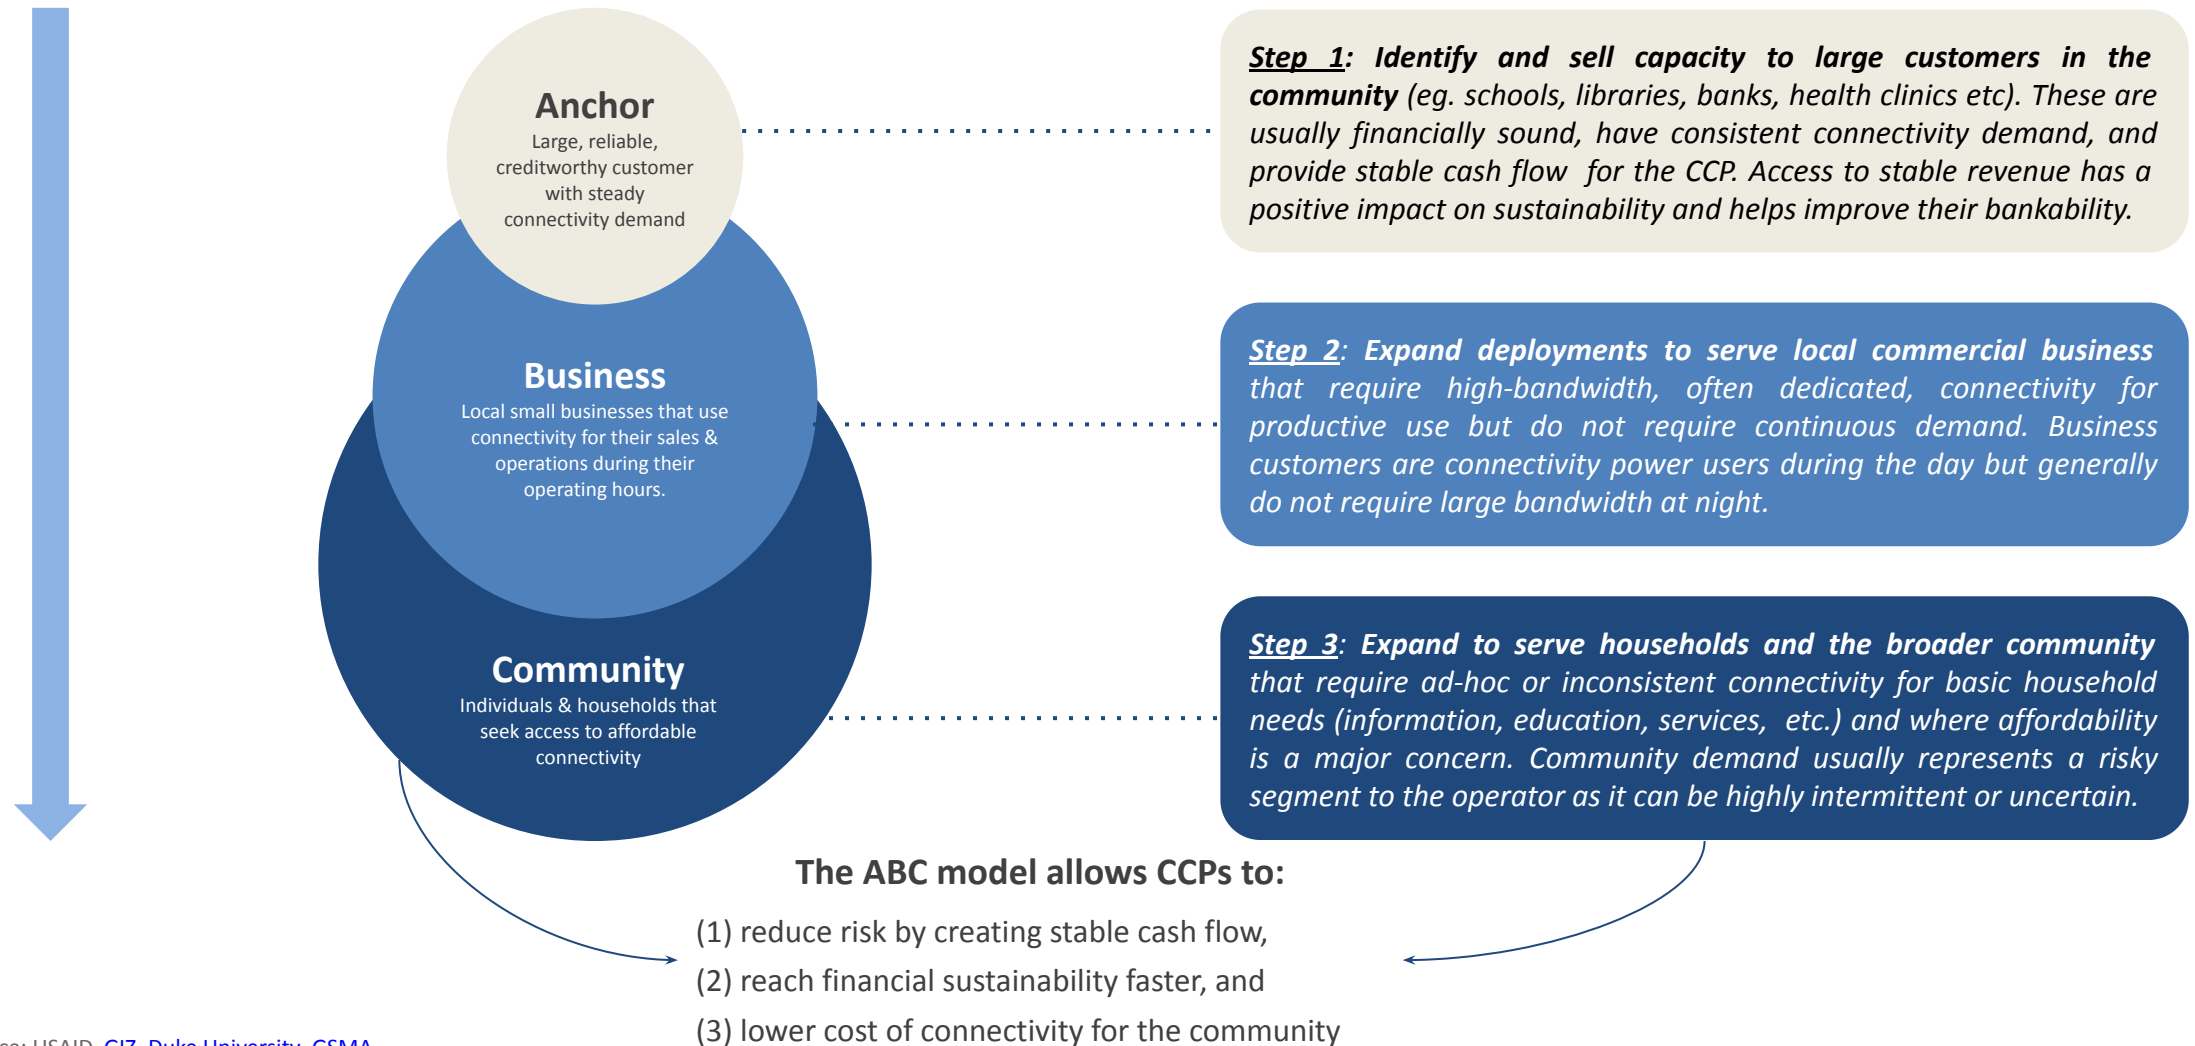 Anchor
Large, reliable,
creditworthy customer
with steady
connectivity demand
Step 1: Identify and sell capacity to large customers in the
community (eg. schools, libraries, banks, health clinics etc). These are
usually financially sound, have consistent connectivity demand, and
provide stable cash flow for the CCP. Access to stable revenue has a
positive impact on sustainability and helps improve their bankability.
Business
Local small businesses that use
connectivity for their sales &
operations during their
operating hours.
Step 2: Expand deployments to serve local commercial business
that require high-bandwidth, often dedicated, connectivity for
productive use but do not require continuous demand. Business
customers are connectivity power users during the day but generally
do not require large bandwidth at night.
Community
Individuals & households that
seek access to affordable
connectivity
Step 3: Expand to serve households and the broader community
that require ad-hoc or inconsistent connectivity for basic household
needs (information, education, services, etc.) and where affordability
is a major concern. Community demand usually represents a risky
segment to the operator as it can be highly intermittent or uncertain.
The ABC model allows CCPs to:
(1) reduce risk by creating stable cash flow,
(2) reach financial sustainability faster, and
(3) lower cost of connectivity for the community
USAID, GIZ, Duke University, GSMA